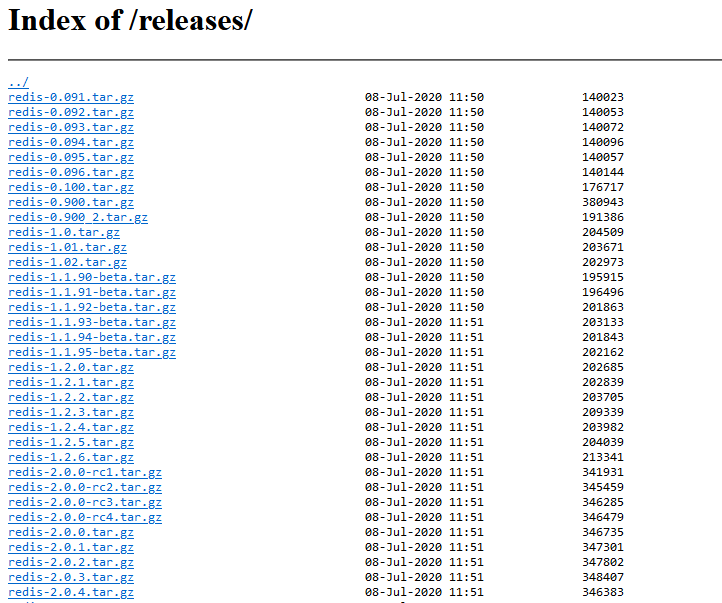 Index of /releases/
../
redis-0.091.tar.gz 08-Jul-2020 11:50 140023
redis-0.092.tar.gz 08-Jul-2020 11:50 140053
redis-0.093.tar.gz 08-Jul-2020 11:50 140072
redis-0.094.tar.gz 08-Jul-2020 11:50 140096
redis-0.095.tar.gz 08-Jul-2020 11:50 140057
redis-0.096.tar.gz 08-Jul-2020 11:50 140144
redis-0.100.tar.gz 08-Jul-2020 11:50 176717
redis-0.900.tar.gz 08-Jul-2020 11:50 380943
redis-0.900_2.tar.gz 08-Jul-2020 11:50 191386
redis-1.0.tar.gz 08-Jul-2020 11:50 204509
redis-1.01.tar.gz 08-Jul-2020 11:50 203671
redis-1.02.tar.gz 08-Jul-2020 11:50 202973
redis-1.1.90-beta.tar.gz 08-Jul-2020 11:50 195915
redis-1.1.91-beta.tar.gz 08-Jul-2020 11:50 196496
redis-1.1.92-beta.tar.gz 08-Jul-2020 11:50 201863
redis-1.1.93-beta.tar.gz 08-Jul-2020 11:51 203133
redis-1.1.94-beta.tar.gz 08-Jul-2020 11:51 201843
redis-1.1.95-beta.tar.gz 08-Jul-2020 11:51 202162
redis-1.2.0.tar.gz 08-Jul-2020 11:51 202685
redis-1.2.1.tar.gz 08-Jul-2020 11:51 202839
redis-1.2.2.tar.gz 08-Jul-2020 11:51 203705
redis-1.2.3.tar.gz 08-Jul-2020 11:51 209339
redis-1.2.4.tar.gz 08-Jul-2020 11:51 203982
redis-1.2.5.tar.gz 08-Jul-2020 11:51 204039
redis-1.2.6.tar.gz 08-Jul-2020 11:51 213341
redis-2.0.0-rc1.tar.gz 08-Jul-2020 11:51 341931
redis-2.0.0-rc2.tar.gz 08-Jul-2020 11:51 345459
redis-2.0.0-rc3.tar.gz 08-Jul-2020 11:51 346285
redis-2.0.0-rc4.tar.gz 08-Jul-2020 11:51 346479
redis-2.0.0.tar.gz 08-Jul-2020 11:51 346735
redis-2.0.1.tar.gz 08-Jul-2020 11:51 347301
redis-2.0.2.tar.gz 08-Jul-2020 11:51 347802
redis-2.0.3.tar.gz 08-Jul-2020 11:51 348407
redis-2.0.4.tar.gz 08-Jul-2020 11:51 346383